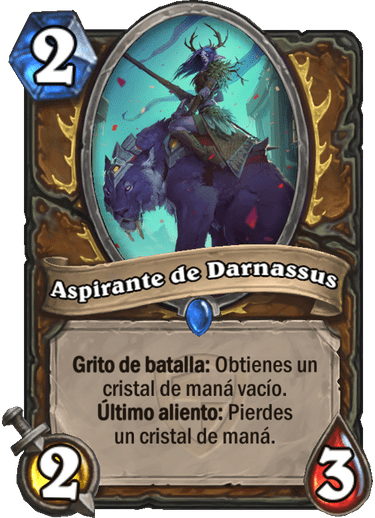 2
Aspirante de Darnassus
Grito de batalla: Obtienes un
cristal de maná vacío.
Último aliento: Pierdes
un cristal de maná.
2
3